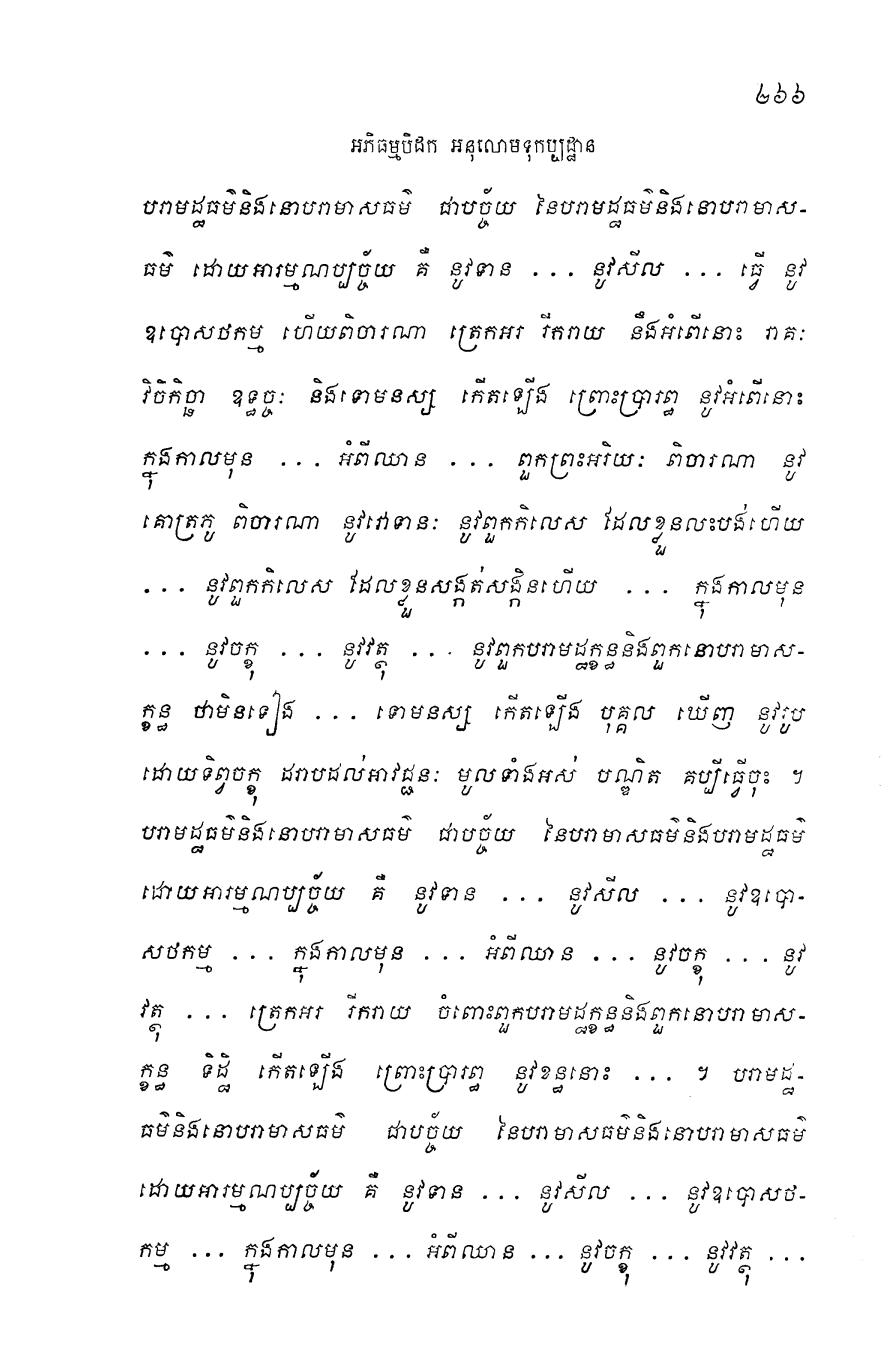 ២៦៦
អភិធម្មបិដក អនុលោមទុកប្បដ្ឋាន
បរាមដ្ឋធម៌និងនោបរាមាសធម៌ ជាបច្ច័យ នៃបរាមដ្ឋធម៌និងនោបរាមាស-
ធម៌ ដោយអារម្មណប្បច្ច័យ គឺ នូវទាន ... នូវសីល ... ធ្វើ នូវ
ឧបោសថកម្ម ហើយពិចារណា ត្រេកអរ រីករាយ នឹងអំពើនោះ រាគៈ
វិចិកិច្ឆា ឧទ្ធច្ចៈ និងទោមនស្ស កើតឡើង ព្រោះប្រារព្ធ នូវអំពើនោះ
ក្នុងកាលមុន ... អំពីឈាន ... ពួកព្រះអរិយៈ ពិចារណា នូវ
គោត្រភូ ពិចារណា នូវវោទានៈ នូវពួកកិលេស ដែលខ្លួនលះបង់ហើយ
... នូវពួកកិលេស ដែលខ្លួនសង្កត់សង្កិនហើយ ... ក្នុងកាលមុន
... នូវចក្ខុ ... នូវវត្ថុ ... នូវពួកបរាមដ្ឋក្ខន្ធនិងពួកនោបរាមាស-
ក្ខន្ធ ថាមិនទៀង ... ទោមនស្ស កើតឡើង បុគ្គល ឃើញ នូវរូប
ដោយទិព្វចក្ខុ ដរាបដល់អាវជ្ជនៈ មូលទាំងអស់ បណ្ឌិត គប្បីធ្វើចុះ ។
បរាមដ្ឋធម៌និងនោបរាមាសធម៌ ជាបច្ច័យ នៃបរាមាសធម៌និងបរាមដ្ឋធម៌
ដោយអារម្មណប្បច្ច័យ គឺ នូវទាន ... នូវសីល ... នូវឧបោ-
សថកម្ម ... ក្នុងកាលមុន ... អំពីឈាន ... នូវចក្ខុ ... នូវ
វត្ថុ ... ត្រេកអរ រីករាយ ចំពោះពួកបរាមដ្ឋក្ខន្ធនិងពួកនោបរាមាស-
ក្ខន្ធ ទិដ្ឋិ កើតឡើង ព្រោះប្រារព្ធ នូវខន្ធនោះ ... ។ បរាមដ្ឋ-
ធម៌និងនោបរាមាសធម៌ ជាបច្ច័យ នៃបរាមាសធម៌និងនោបរាមាសធម៌
ដោយអារម្មណប្បច្ច័យ គឺ នូវទាន ... នូវសីល ... នូវឧបោសថ-
កម្ម ... ក្នុងកាលមុន ... អំពីឈាន ... នូវចក្ខុ ... នូវវត្ថុ ...